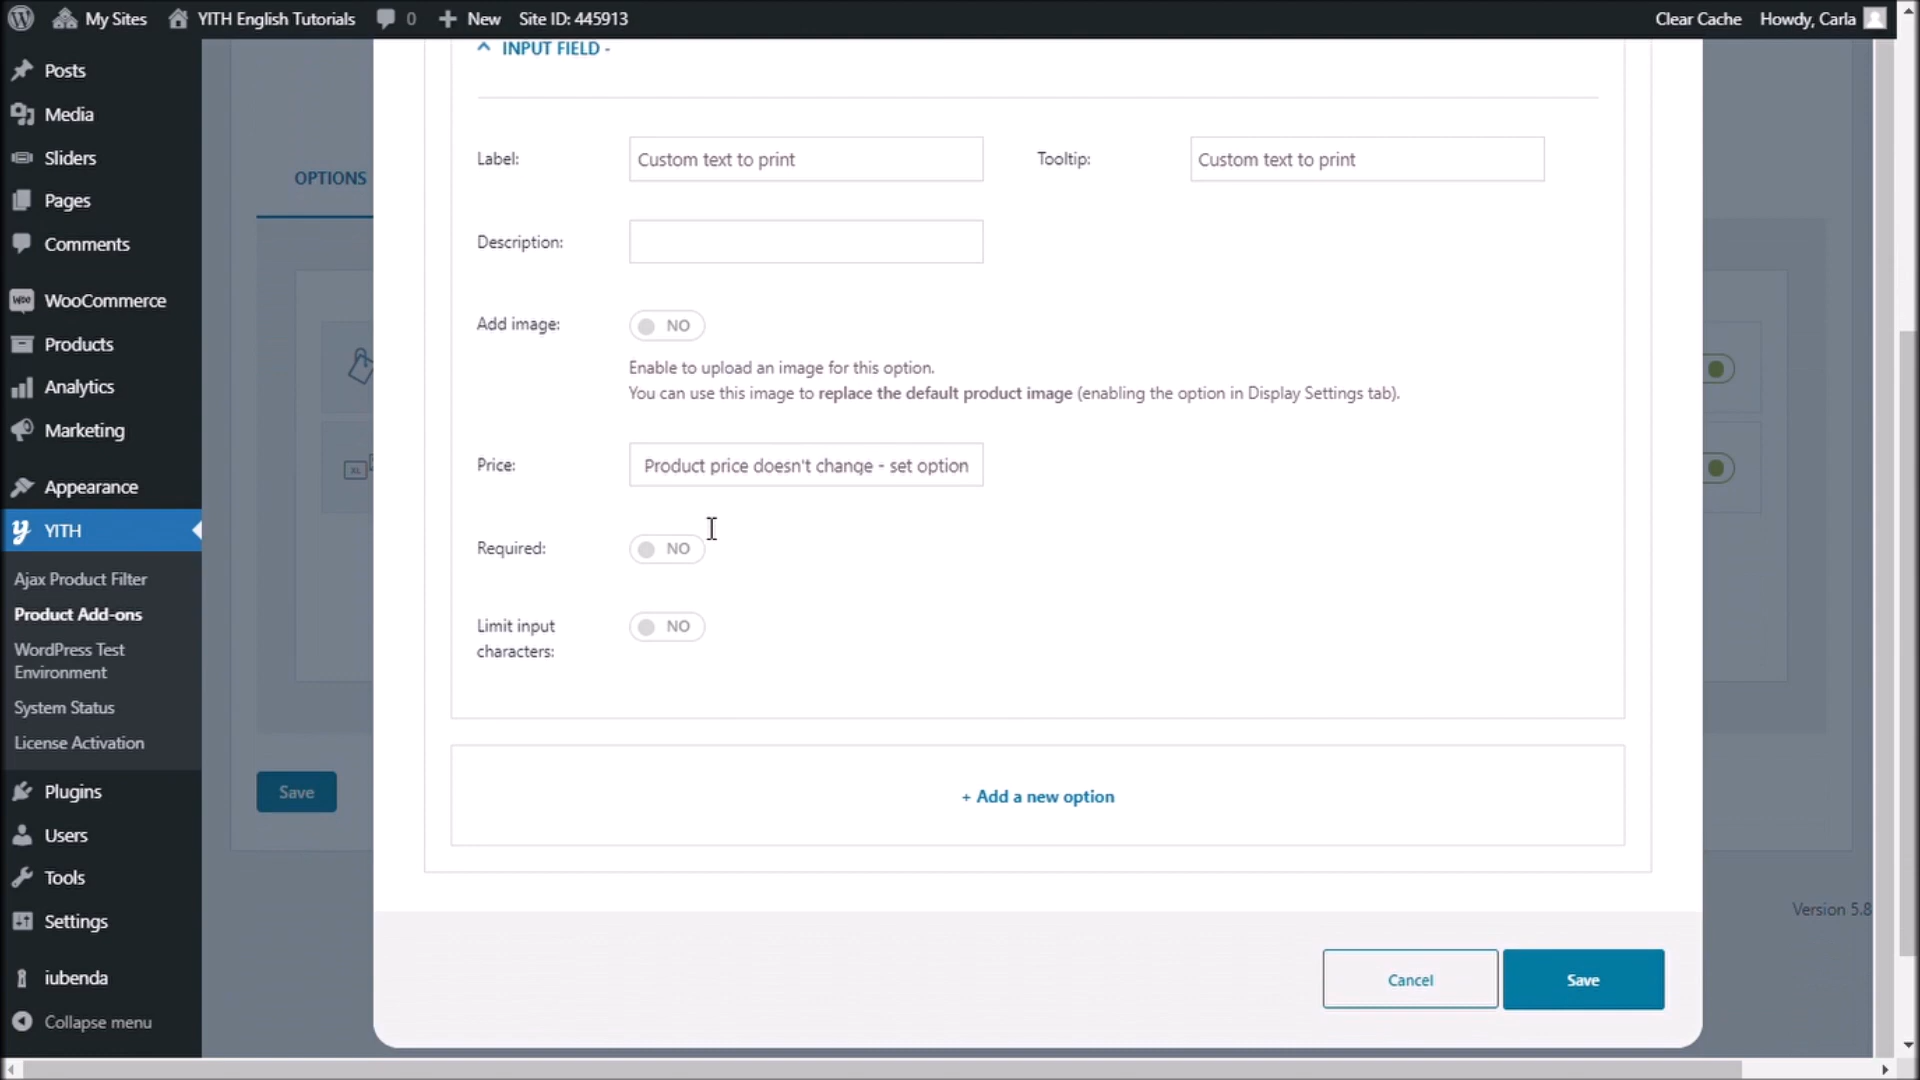 My Sites
YITH English Tutorials
0
New
Site ID: 445913
Clear Cache
Howdy, Carla
Posts
Media
Sliders
Pages
Comments
WooCommerce
Products
Analytics
Marketing
Appearance
YITH
Ajax Product Filter
Product Add-ons
WordPress Test
Environment
System Status
License Activation
Plugins
Users
Tools
Settings
iubenda
Collapse menu
OPTIONS
XL
Save
INPUT FIELD -
Label:
Custom text to print
Tooltip:
Custom text to print
Description:
Add image:
NO
Enable to upload an image for this option.
You can use this image to replace the default product image (enabling the option in Display Settings tab).
Price:
Product price doesn't change - set option
Required:
NO
Limit input
characters:
NO
+ Add a new option
Version 5.8
Cancel
Save